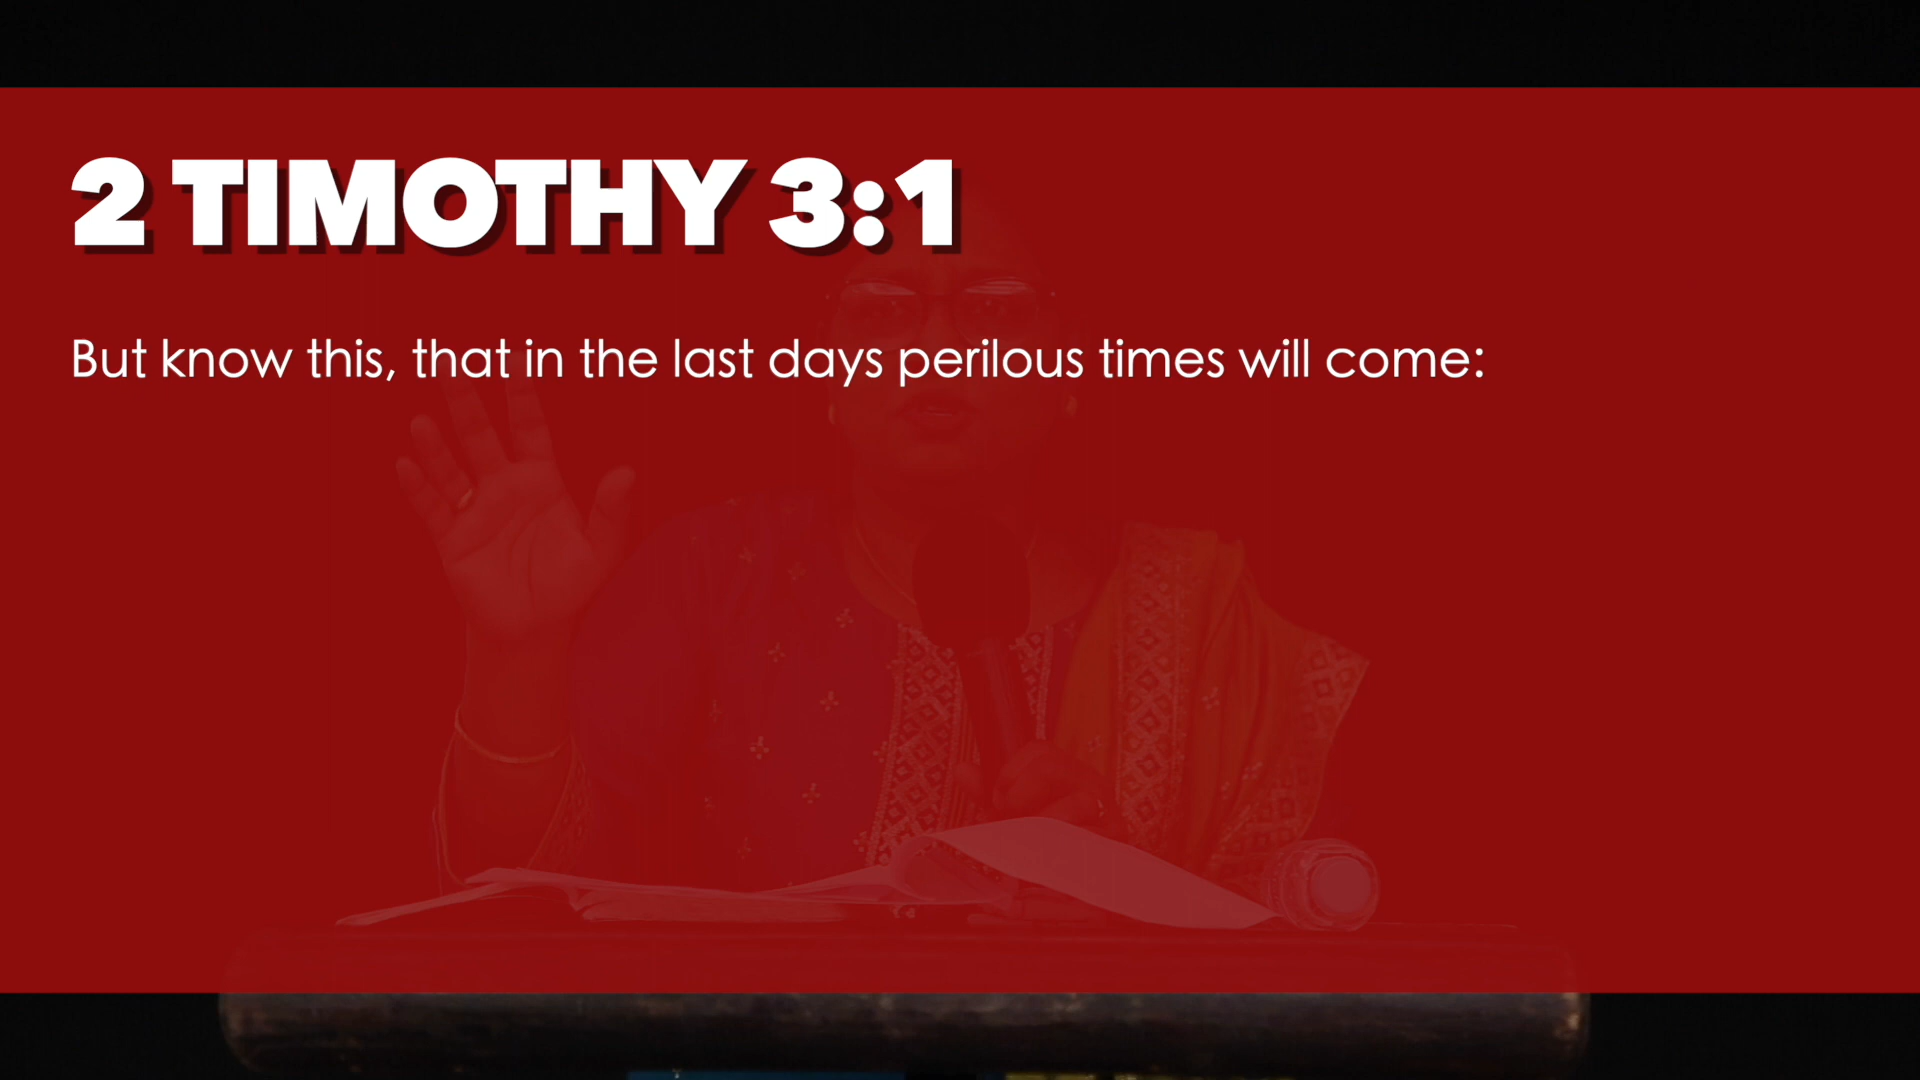 2 TIMOTHY 3:1
But know this, that in the last days perilous times will come: